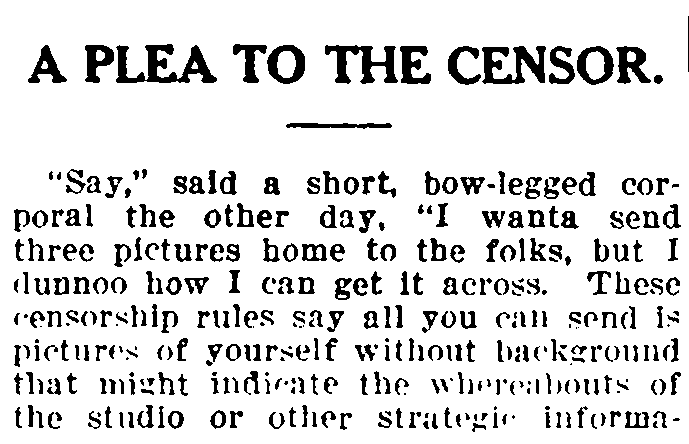 A PLEA TO THE CENSOR.
"Say," said a short, bow-legged cor-
poral the other day, "I wanta send
three pictures home to the folks, but I
dunnoo how I can get it across. These
censorship rules say all you can send is
pictures of yourself without background
that might indicate the whereabouts of
the studio or other strategic informa-